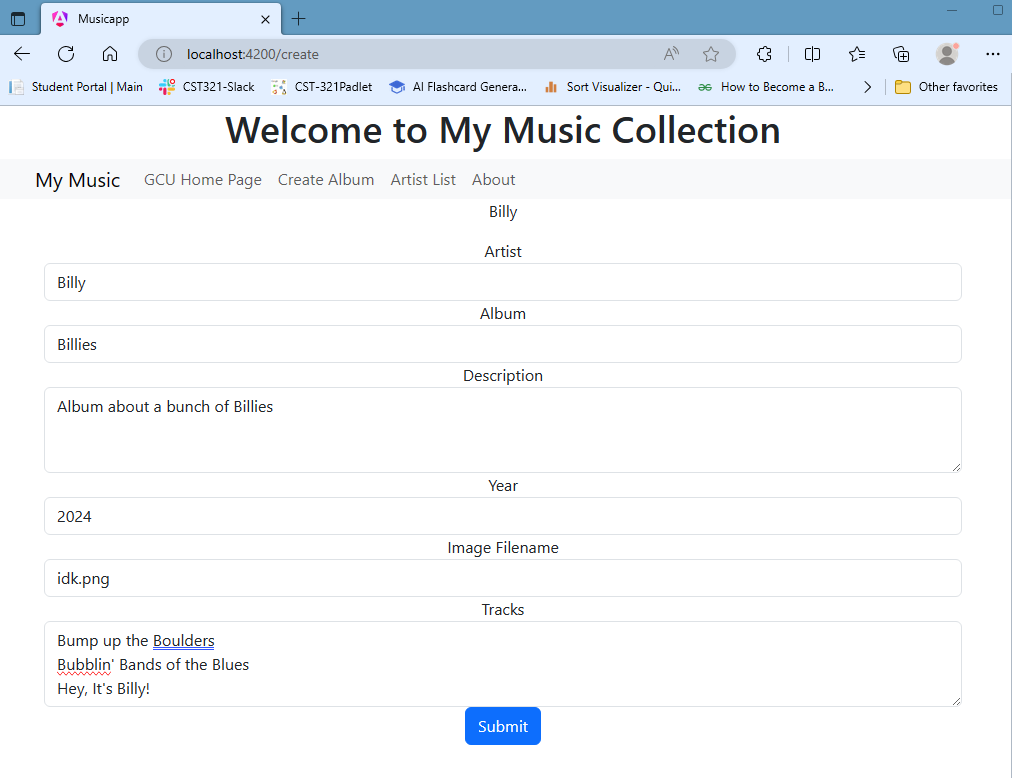 Musicapp
localhost:4200/create
Student Portal | Main CST321-Slack CST-321Padlet AI Flashcard Genera... Sort Visualizer - Qui... How to Become a B... Other favorites
Welcome to My Music Collection
My Music GCU Home Page Create Album Artist List About
Billy
Artist
Billy
Album
Billies
Description
Album about a bunch of Billies
Year
2024
Image Filename
idk.png
Tracks
Bump up the Boulders
Bubblin' Bands of the Blues
Hey, It's Billy!
Submit